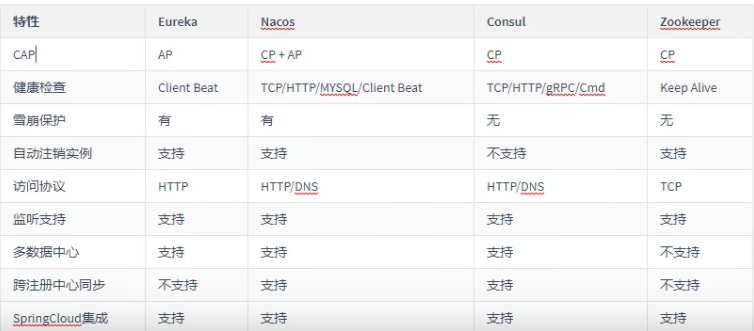 特性 Eureka Nacos Consul Zookeeper
CAP AP CP + AP CP CP
健康检查 Client Beat TCP/HTTP/MYSQL/Client Beat TCP/HTTP/gRPC/Cmd Keep Alive
雪崩保护 有 有 无 无
自动注销实例 支持 支持 不支持 支持
访问协议 HTTP HTTP/DNS HTTP/DNS TCP
监听支持 支持 支持 支持 支持
多数据中心 支持 支持 支持 不支持
跨注册中心同步 不支持 支持 支持 不支持
SpringCloud集成 支持 支持 支持 支持